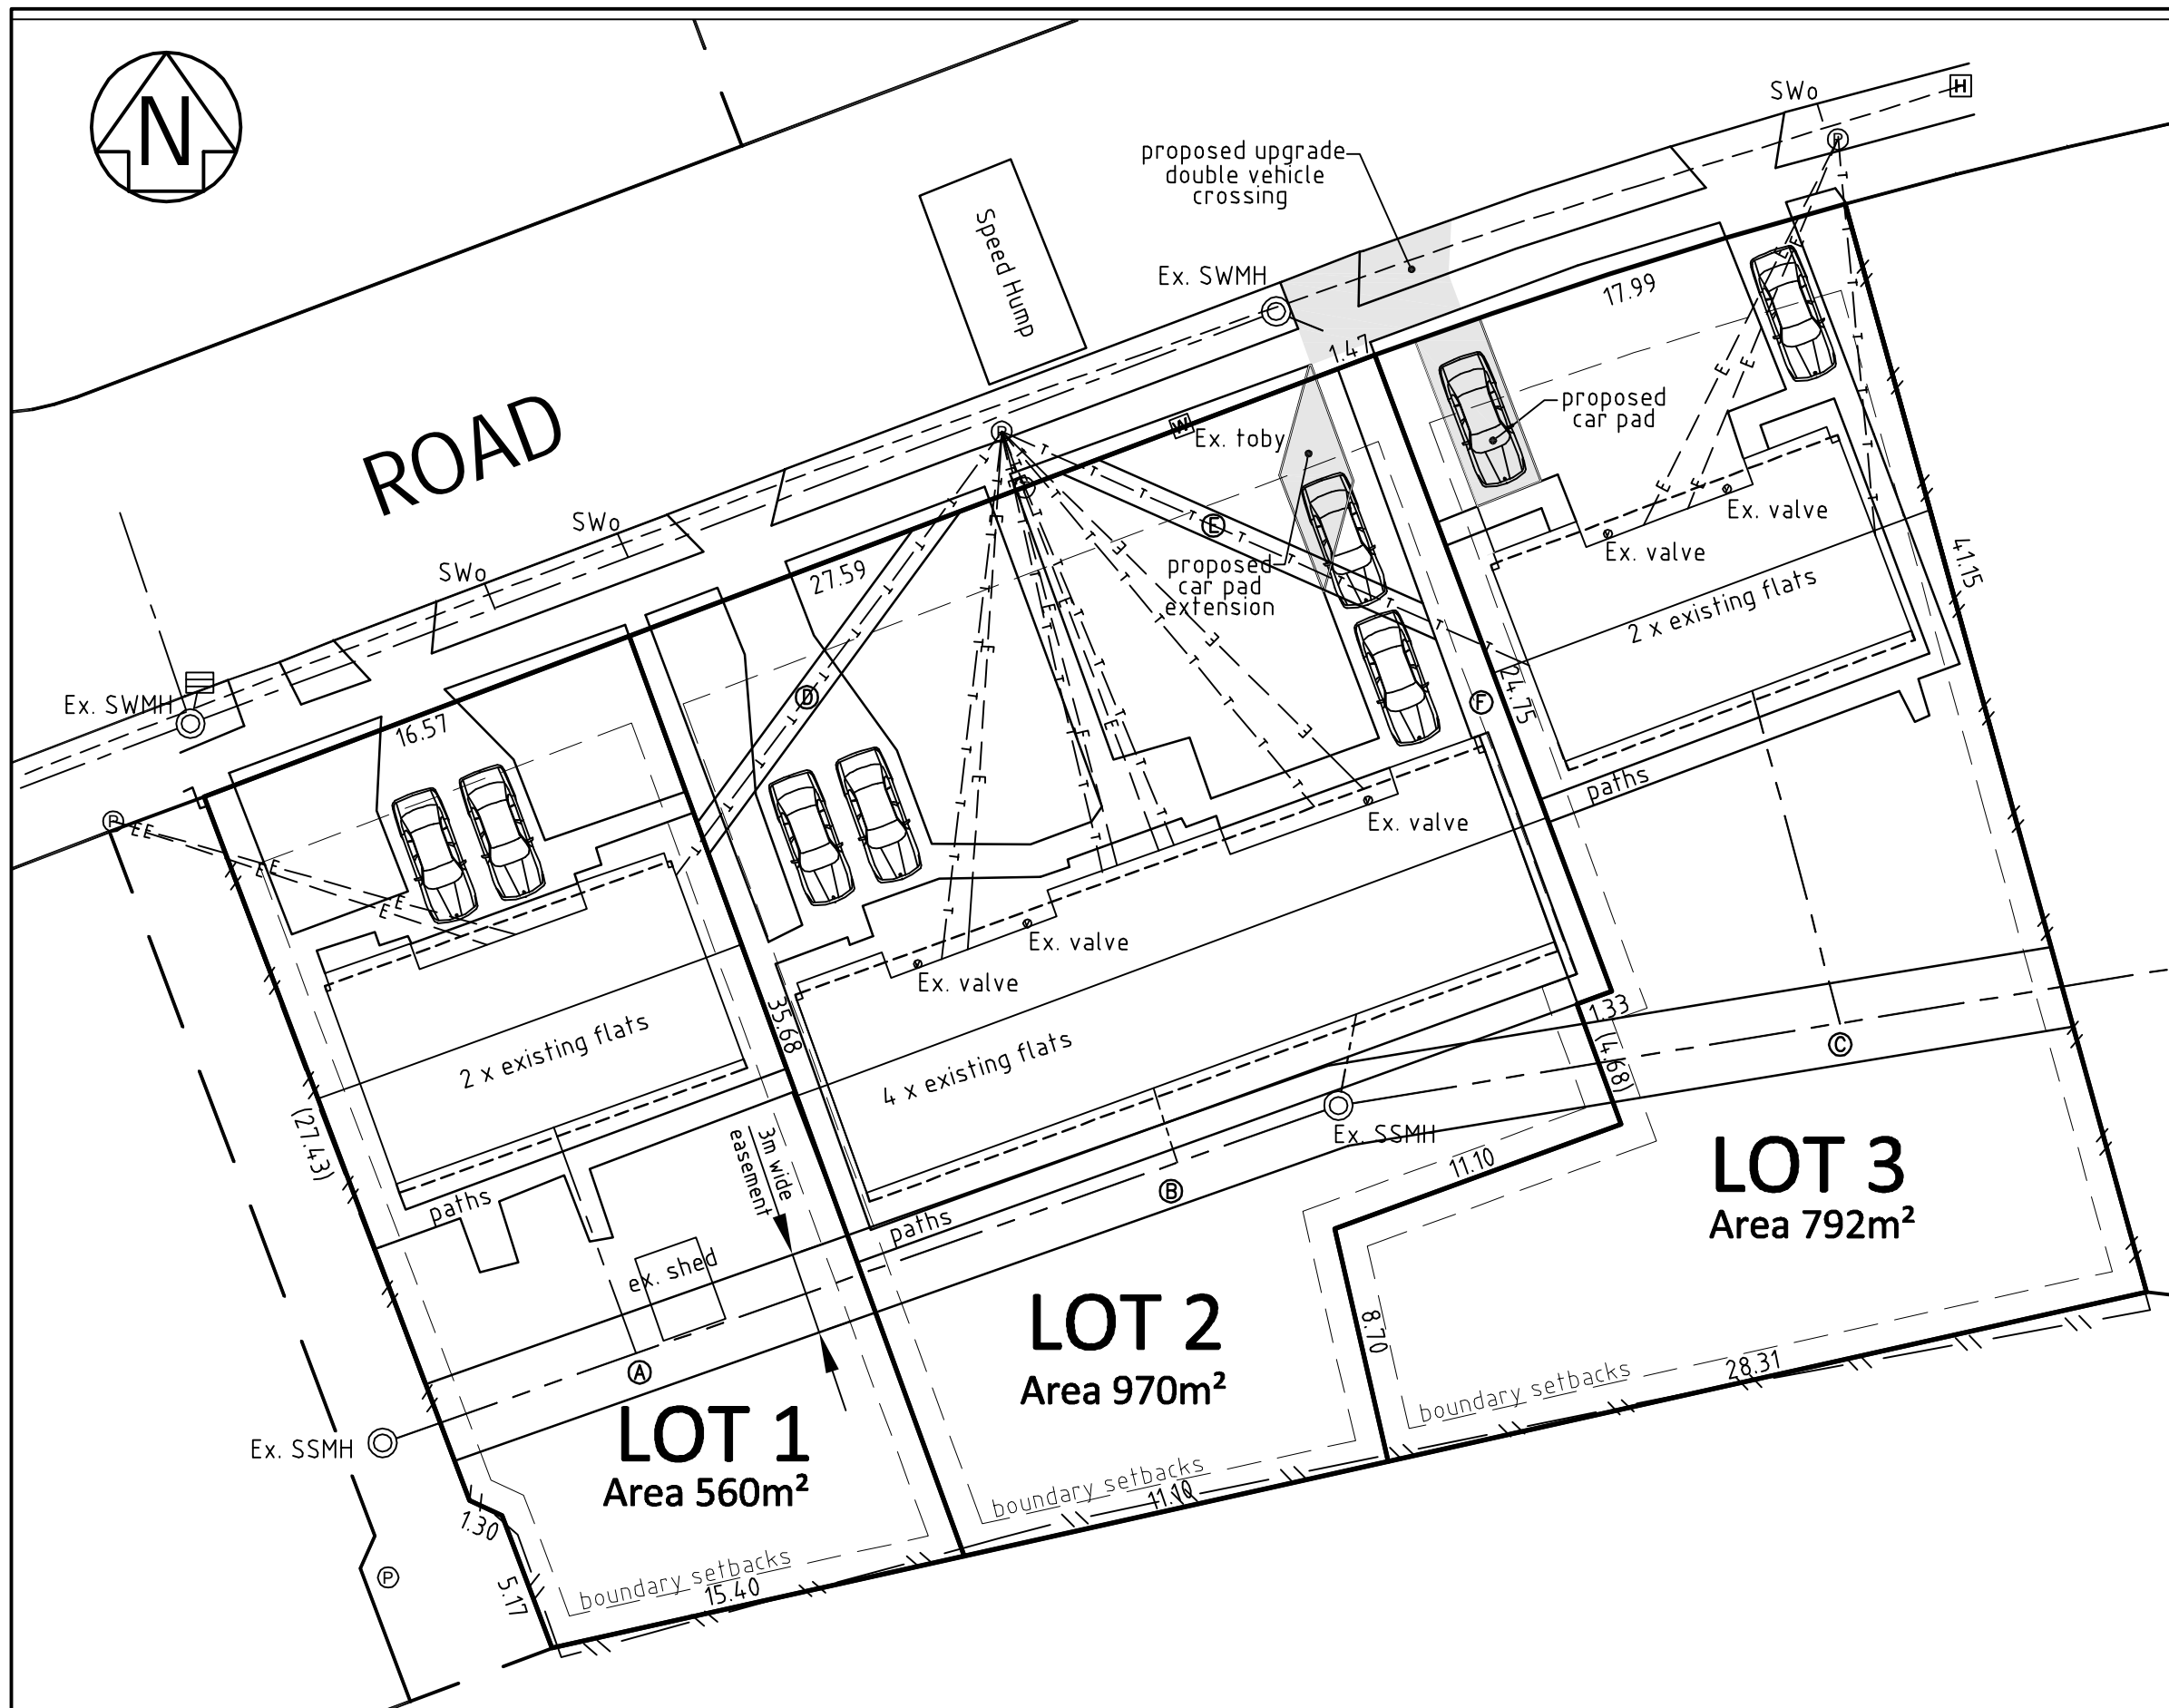 N
SWo
H
P
proposed upgrade
double vehicle
crossing
Speed Hump
Ex. SWMH
17.99
1.47
ROAD
P
W
Ex. toby
proposed
car pad
E
Ex. valve
Ex. valve
SWo
SWo
27.59
proposed
car pad
extension
2 x existing flats
41.15
Ex. SWMH
16.57
D
F
24.75
paths
P
EE
Ex. valve
Ex. valve
Ex. valve
2 x existing flats
35.68
4 x existing flats
1.33
(4.68)
C
(27.43)
3m wide
easement
Ex. SSMH
11.10
LOT 3
Area 792m²
paths
paths
B
ex. shed
LOT 2
Area 970m²
8.70
A
28.31
boundary setbacks
Ex. SSMH
LOT 1
Area 560m²
boundary setbacks
11.10
1.30
P
5.17
boundary setbacks
15.40